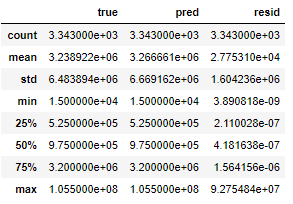 true pred resid
count 3.343000e+03 3.343000e+03 3.343000e+03
mean 3.238922e+06 3.266661e+06 2.775310e+04
std 6.483894e+06 6.669162e+06 1.604236e+06
min 1.500000e+04 1.500000e+04 3.890818e-09
25% 5.250000e+05 5.250000e+05 2.110028e-07
50% 9.750000e+05 9.750000e+05 4.181638e-07
75% 3.200000e+06 3.200000e+06 1.564156e-06
max 1.055000e+08 1.055000e+08 9.275484e+07